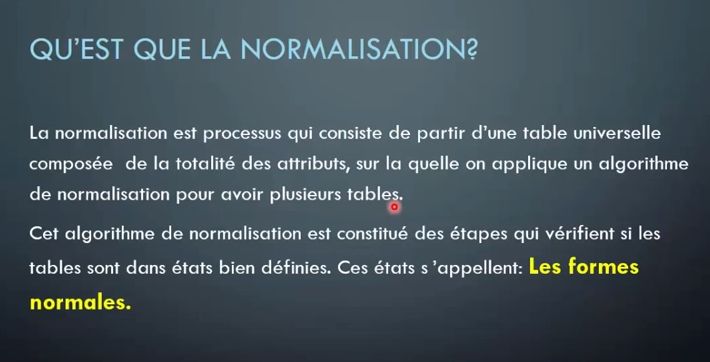 QU'EST QUE LA NORMALISATION?
La normalisation est processus qui consiste de partir d'une table universelle
composée de la totalité des attributs, sur la quelle on applique un algorithme
de normalisation pour avoir plusieurs tables.
Cet algorithme de normalisation est constitué des étapes qui vérifient si les
tables sont dans états bien définies. Ces états s 'appellent: Les formes
normales.